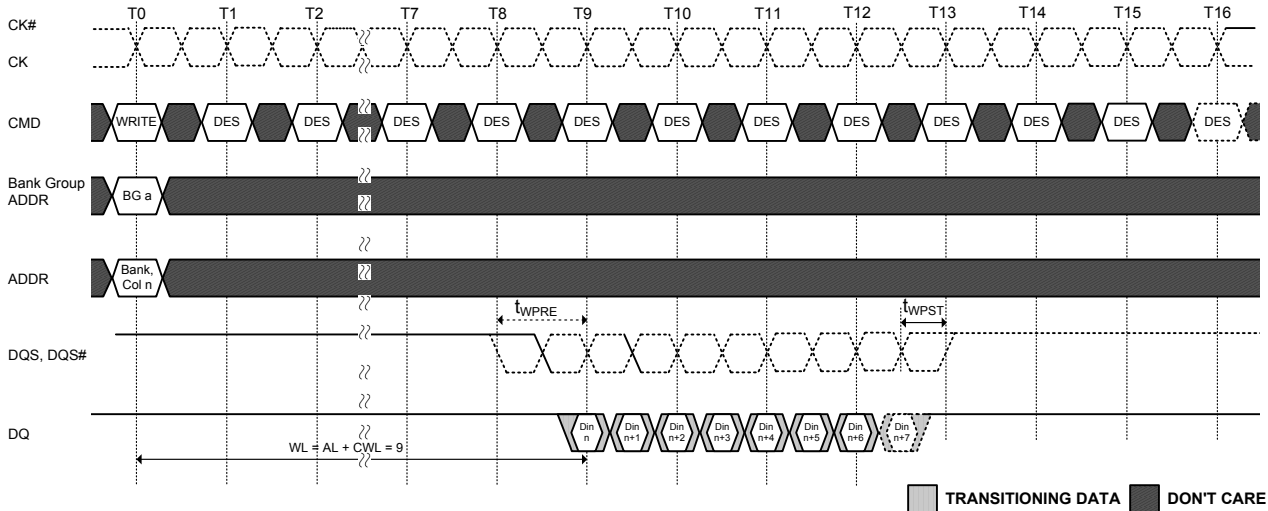 T0 T1 T2 T7 T8 T9 T10 T11 T12 T13 T14 T15 T16
CK#
CK
CMD WRITE DES DES DES DES DES DES DES DES DES DES DES DES
Bank Group
ADDR
BG a
ADDR
Bank,
Col n
tWPRE
tWPST
DQS, DQS#
DQ
Din
n
Din
n+1
Din
n+2
Din
n+3
Din
n+4
Din
n+5
Din
n+6
Din
n+7
WL = AL + CWL = 9
TRANSITIONING DATA DON'T CARE